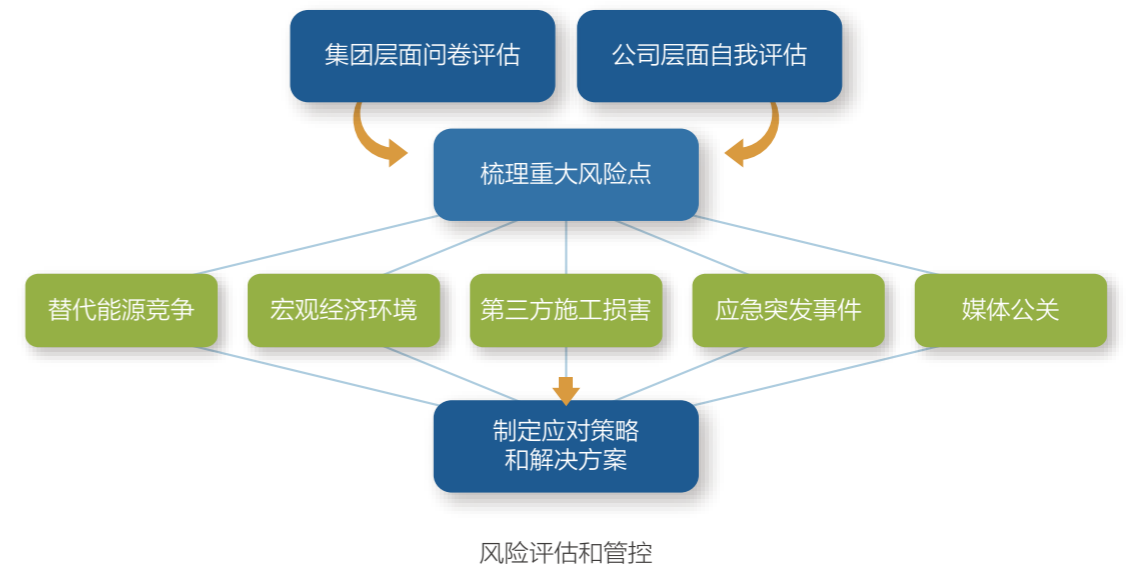 集团层面问卷评估
公司层面自我评估
梳理重大风险点
替代能源竞争
宏观经济环境
第三方施工损害
应急突发事件
媒体公关
制定应对策略
和解决方案
风险评估和管控